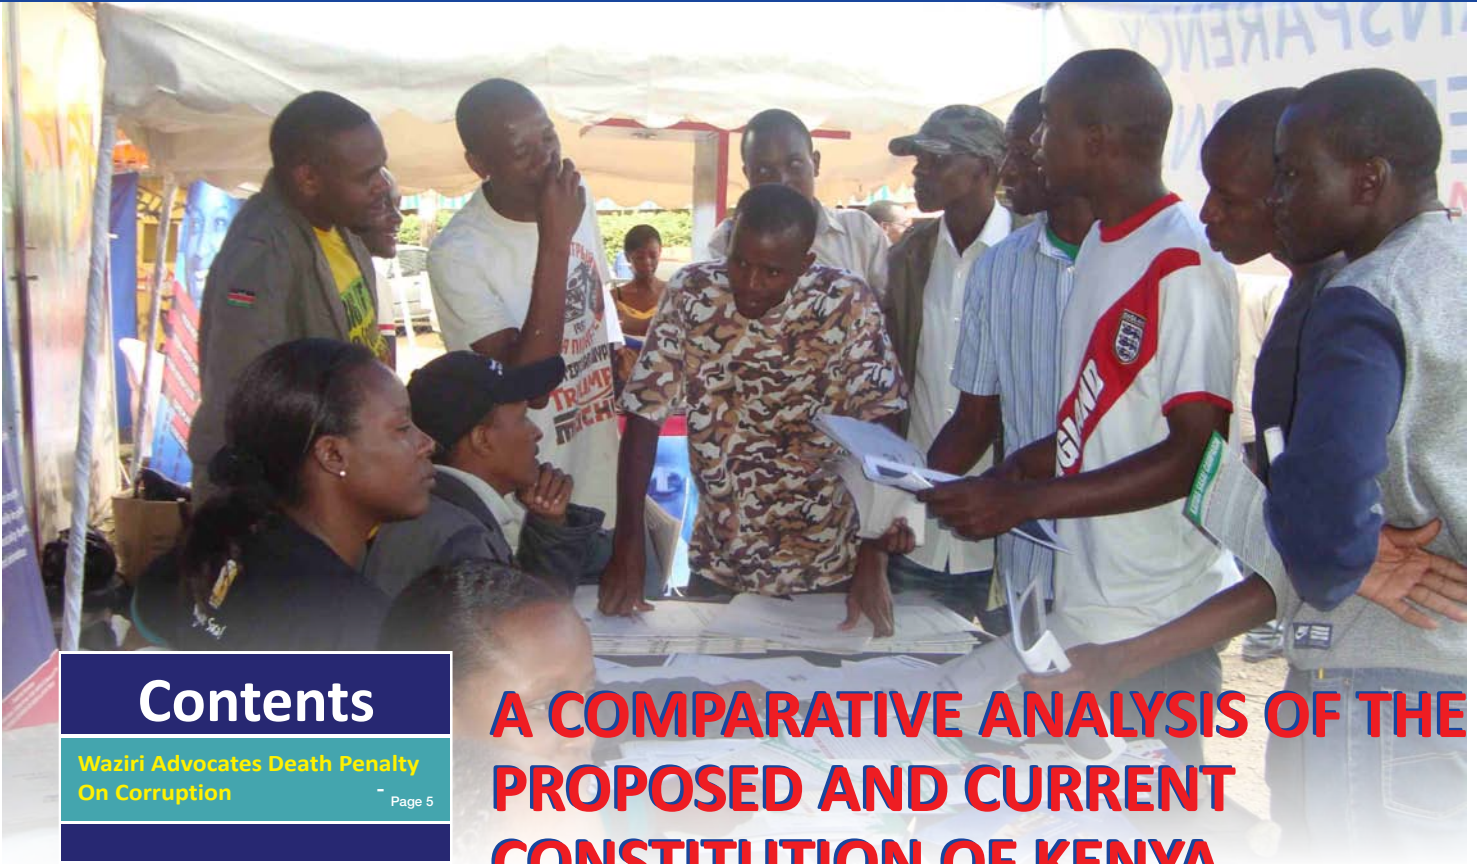 Contents
Waziri Advocates Death Penalty
On Corruption - Page 5
A COMPARATIVE ANALYSIS OF THE
PROPOSED AND CURRENT
CONSTITUTION OF KENYA
ENGLAND